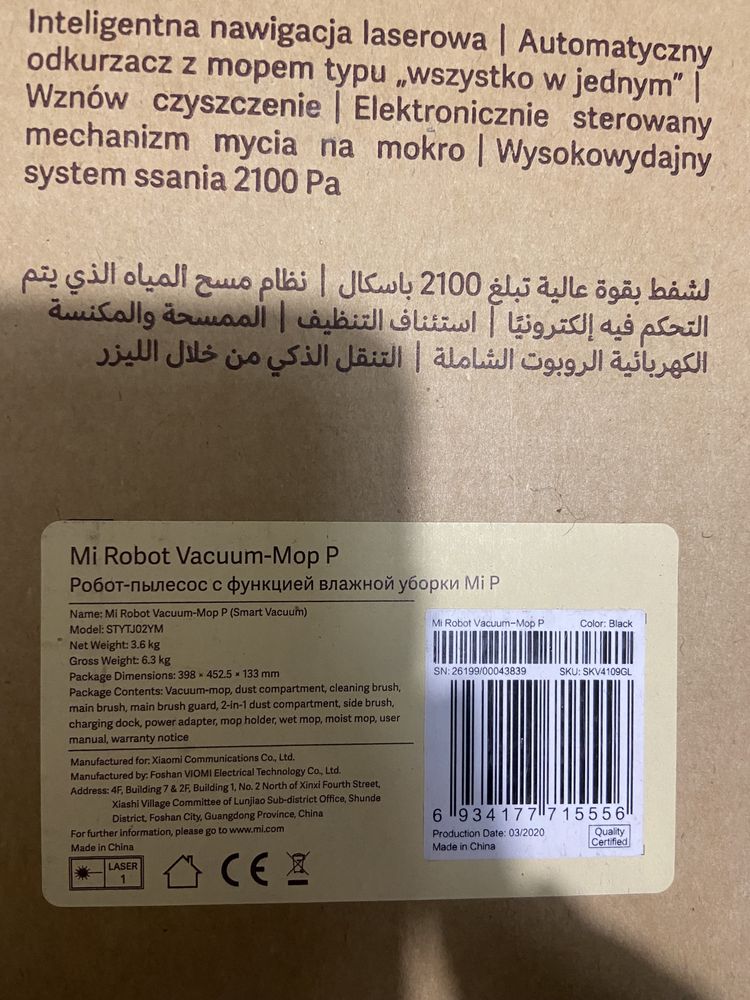 Inteligentna nawigacja laserowa | Automatyczny
odkurzacz z mopem typu „wszystko w jednym” |
Wznów czyszczenie | Elektronicznie sterowany
mechanizm mycia na mokro | Wysokowydajny
system ssania 2100 Pa
لشفط بقوة عالية تبلغ 2100 باسكال | نظام مسح المياه الذي يتم
التحكم فيه إلكترونيًا | استئناف التنظيف | الممسحة والمكنسة
الكهربائية الروبوت الشاملة | التنقل الذكي من خلال الليزر
Mi Robot Vacuum-Mop P
Робот-пылесос с функцией влажной уборки Mi P
Name: Mi Robot Vacuum-Mop P (Smart Vacuum)
Model: STYTJ02YM
Net Weight: 3.6 kg
Gross Weight: 6.3 kg
Package Dimensions: 398 × 452.5 × 133 mm
Package Contents: Vacuum-mop, dust compartment, cleaning brush,
main brush, main brush guard, 2-in-1 dust compartment, side brush,
charging dock, power adapter, mop holder, wet mop, moist mop, user
manual, warranty notice
Manufactured for: Xiaomi Communications Co., Ltd.
Manufactured by: Foshan VIOMI Electrical Technology Co., Ltd.
Address: 4F, Building 7 & 2F, Building 1, No. 2 North of Xinxi Fourth Street,
Xiashi Village Committee of Lunjiao Sub-district Office, Shunde
District, Foshan City, Guangdong Province, China
For further information, please go to www.mi.com
Made in China
LASER
1
CE
Mi Robot Vacuum-Mop P Color: Black
SN: 26199/00043839 SKU: SKV4109GL
6 934177 715556
Production Date: 03/2020
Made in China
Quality
Certified